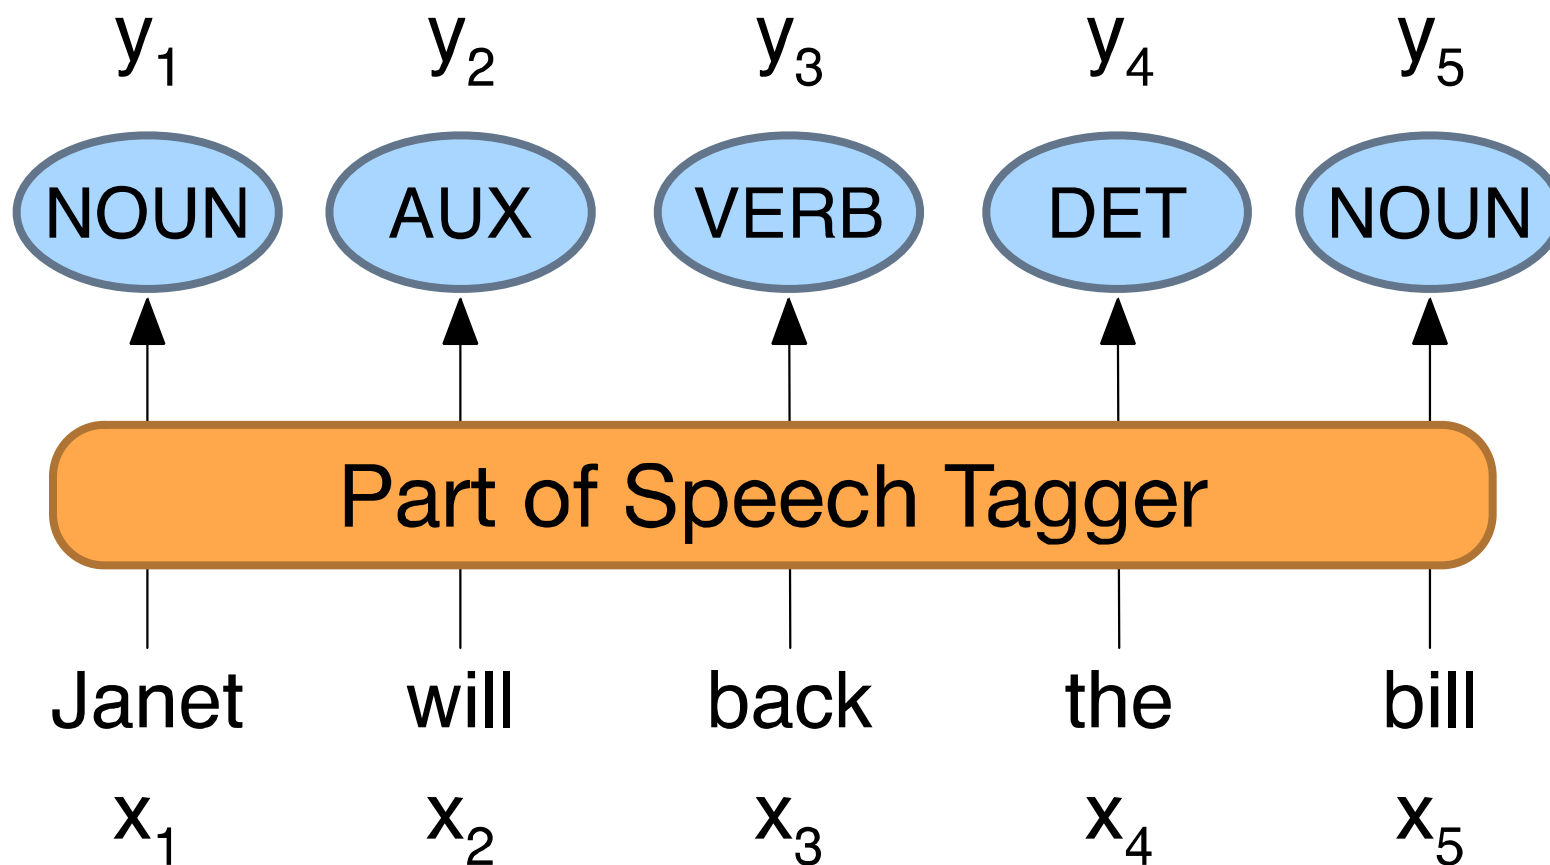 y1 y2 y3 y4 y5
NOUN AUX VERB DET NOUN
Part of Speech Tagger
Janet will back the bill
x1 x2 x3 x4 x5